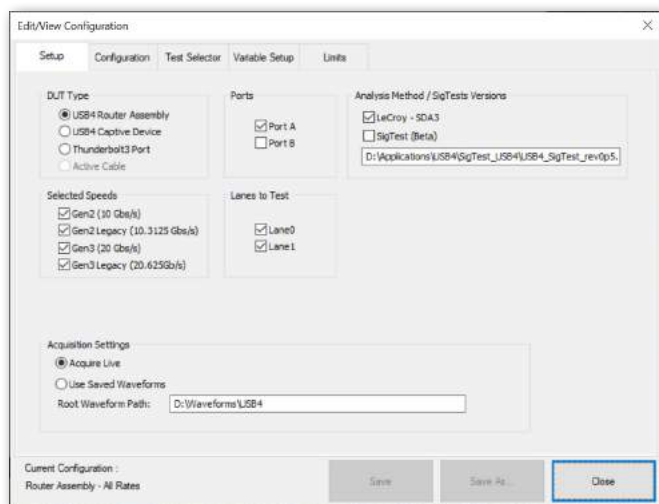 Edit/View Configuration
Setup
Configuration
Test Selector
Variable Setup
Limits
DUT Type
USB4 Router Assembly
USB4 Captive Device
Thunderbolt3 Port
Active Cable
Ports
Port A
Port B
Analysis Method / SigTests Versions
LeCroy - SDA3
SigTest (Beta)
D:\Applications\USB4\SigTest_USB4\USB4_SigTest_rev0p5.
Selected Speeds
Gen2 (10 Gbs/s)
Gen2 Legacy (10.3125 Gbs/s)
Gen3 (20 Gbs/s)
Gen3 Legacy (20.625Gb/s)
Lanes to Test
Lane0
Lane1
Acquisition Settings
Acquire Live
Use Saved Waveforms
Root Waveform Path:
D:\Waveforms\USB4
Current Configuration :
Router Assembly - All Rates
Save
Save As...
Close